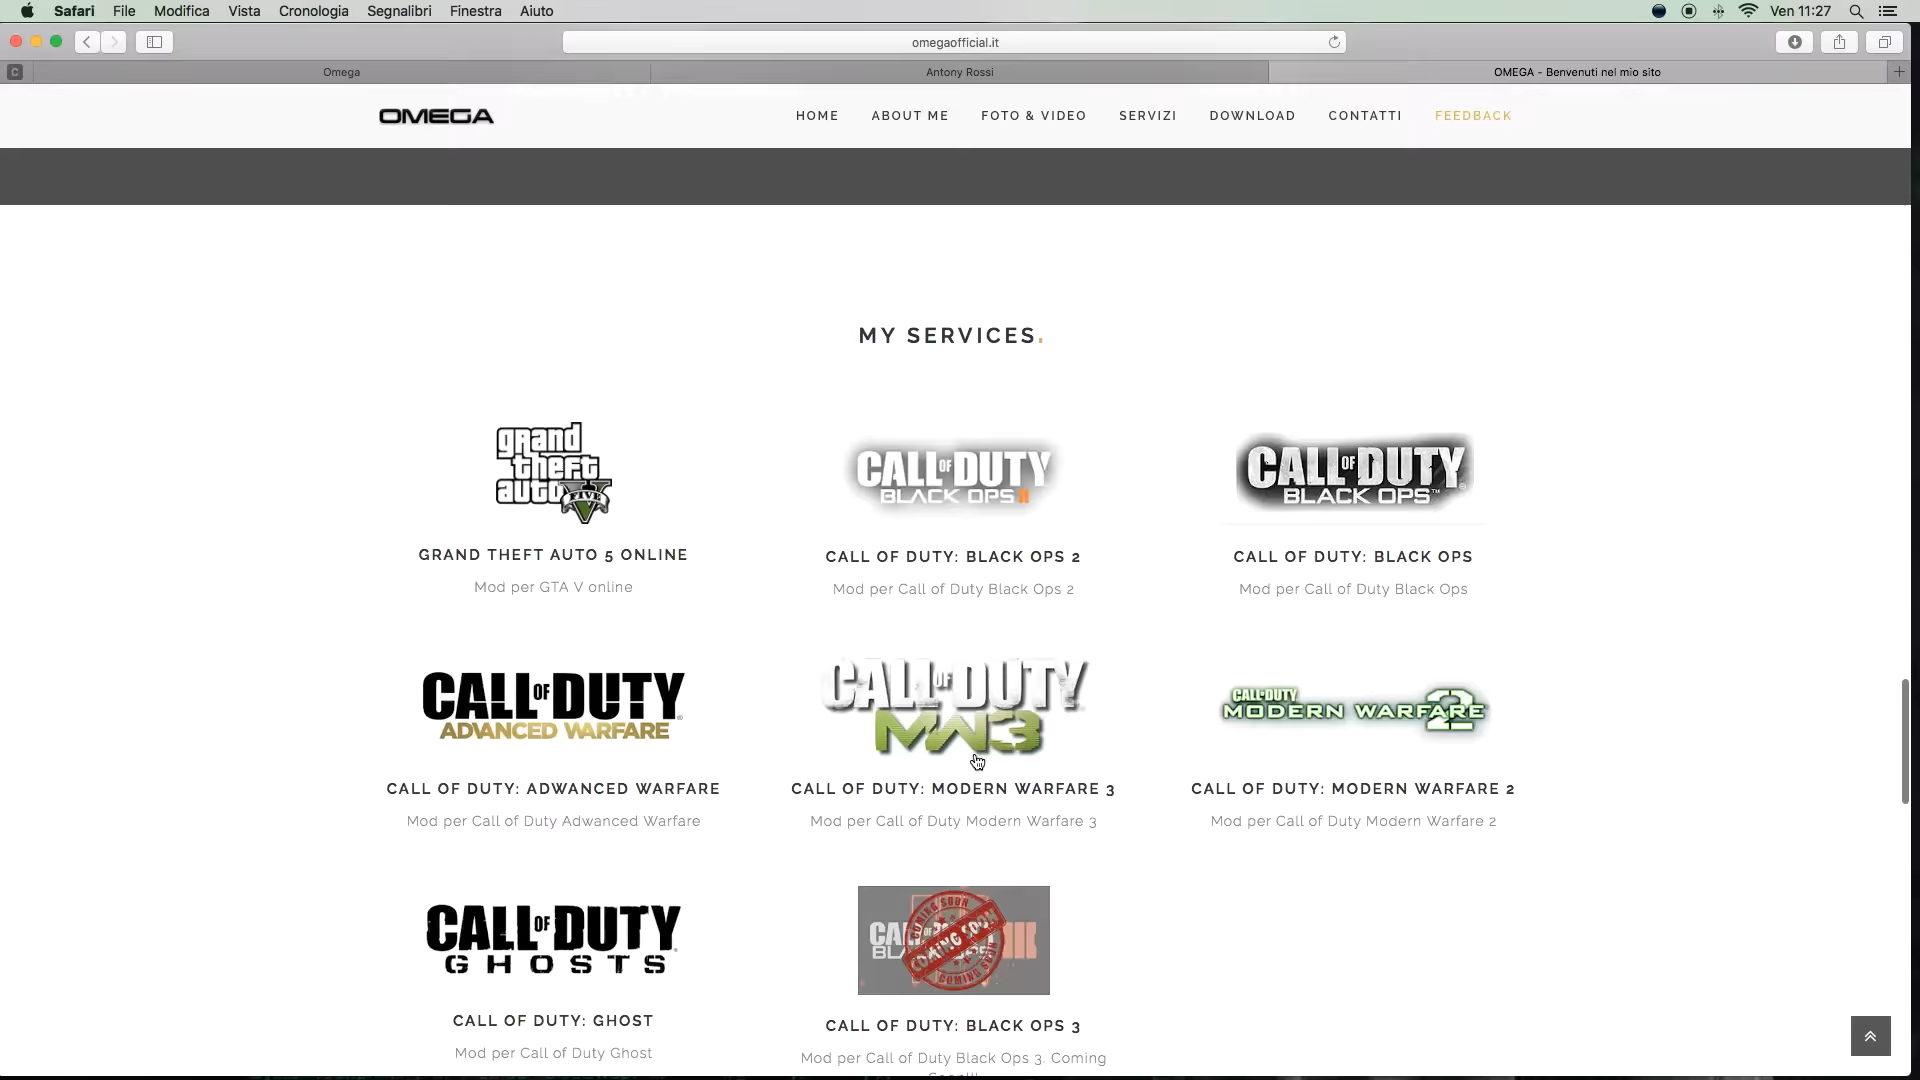 Safari File Modifica Vista Cronologia Segnalibri Finestra Aiuto Ven 11:27
omegaofficial.it
C Omega Antony Rossi OMEGA - Benvenuti nel mio sito
OMEGA HOME ABOUT ME FOTO & VIDEO SERVIZI DOWNLOAD CONTATTI FEEDBACK
MY SERVICES.
grand theft auto V FIVE
CALL OF DUTY BLACK OPS II
CALL OF DUTY BLACK OPS™
GRAND THEFT AUTO 5 ONLINE
CALL OF DUTY: BLACK OPS 2
CALL OF DUTY: BLACK OPS
Mod per GTA V online
Mod per Call of Duty Black Ops 2
Mod per Call of Duty Black Ops
CALL OF DUTY ADVANCED WARFARE
CALL OF DUTY MW3
CALL OF DUTY MODERN WARFARE 2
CALL OF DUTY: ADWANCED WARFARE
CALL OF DUTY: MODERN WARFARE 3
CALL OF DUTY: MODERN WARFARE 2
Mod per Call of Duty Adwanced Warfare
Mod per Call of Duty Modern Warfare 3
Mod per Call of Duty Modern Warfare 2
CALL OF DUTY GHOSTS
COMING SOON
COMING SOON
COMING SOON
CALL OF DUTY: GHOST
CALL OF DUTY: BLACK OPS 3
Mod per Call of Duty Ghost
Mod per Call of Duty Black Ops 3. Coming